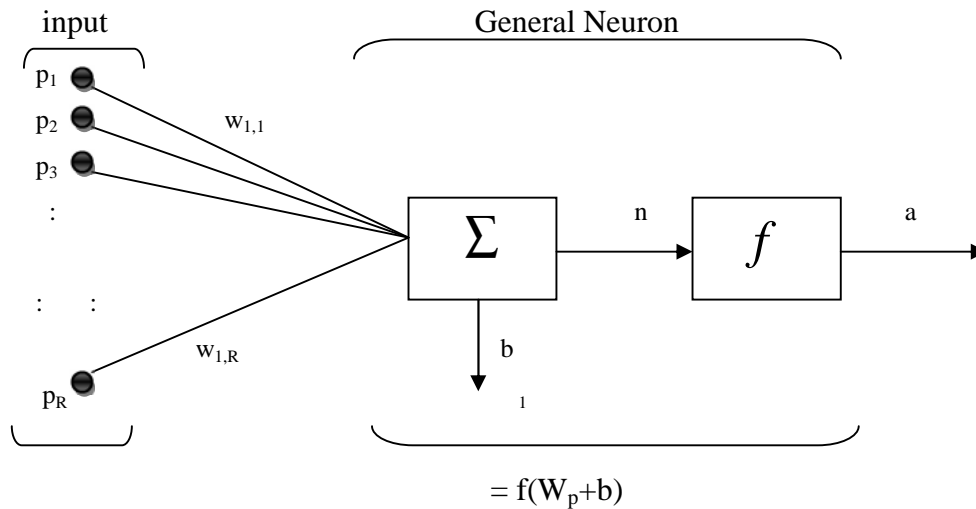 input
General Neuron
p1
w1,1
p2
p3
:
Σ
n
f
a
: :
w1,R
b
pR
1
= f(Wp+b)